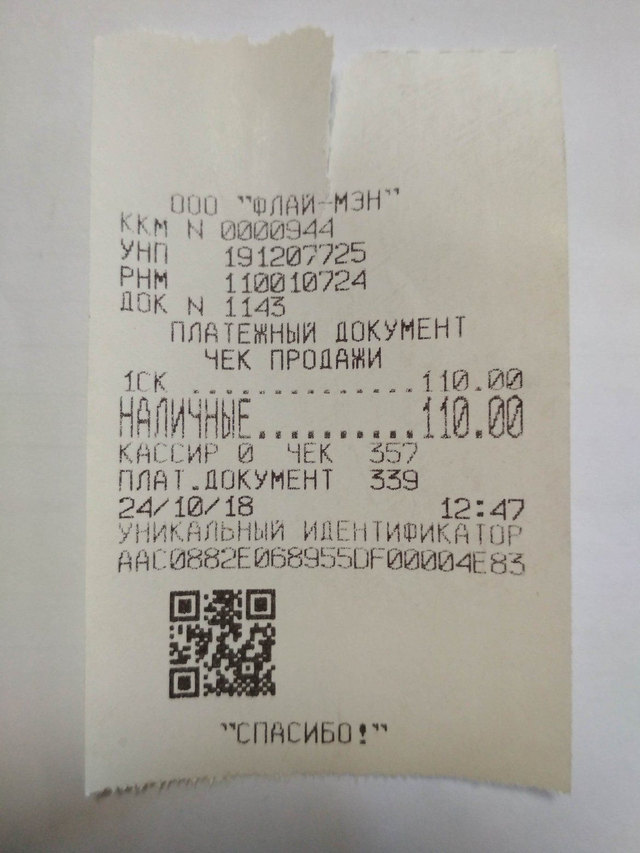 ООО "ФЛАЙ-МЭН"
ККМ N 0000944
УНП 191207725
РНМ 110010724
ДОК N 1143
ПЛАТЕЖНЫЙ ДОКУМЕНТ
ЧЕК ПРОДАЖИ
1СК ..............110.00
НАЛИЧНЫЕ..........110.00
КАССИР 0 ЧЕК 357
ПЛАТ.ДОКУМЕНТ 339
24/10/18 12:47
УНИКАЛЬНЫЙ ИДЕНТИФИКАТОР
AAC0882E068955DF00004E83
"СПАСИБО!"